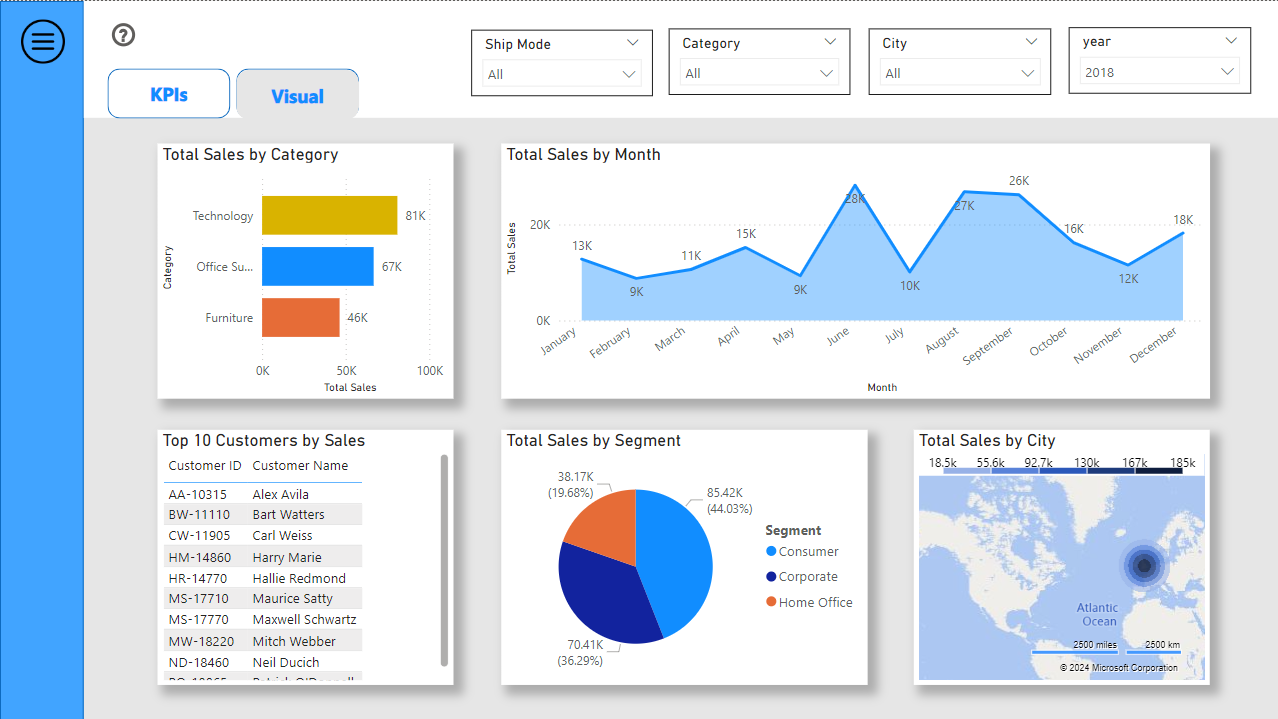 ?
Ship Mode
All
Category
All
City
All
year
2018
KPIs
Visual
Total Sales by Category
Category
Technology
81K
Office Su...
67K
Furniture
46K
0K 50K 100K
Total Sales
Total Sales by Month
Total Sales
20K
0K
13K
9K
11K
15K
9K
28K
10K
27K
26K
16K
12K
18K
January February March April May June July August September October November December
Month
Top 10 Customers by Sales
Customer ID Customer Name
AA-10315 Alex Avila
BW-11110 Bart Watters
CW-11905 Carl Weiss
HM-14860 Harry Marie
HR-14770 Hallie Redmond
MS-17710 Maurice Satty
MS-17770 Maxwell Schwartz
MW-18220 Mitch Webber
ND-18460 Neil Ducich
Total Sales by Segment
38.17K
(19.68%)
85.42K
(44.03%)
70.41K
(36.29%)
Segment
Consumer
Corporate
Home Office
Total Sales by City
18.5k 55.6k 92.7k 130k 167k 185k
Atlantic
Ocean
2500 miles 2500 km
© 2024 Microsoft Corporation